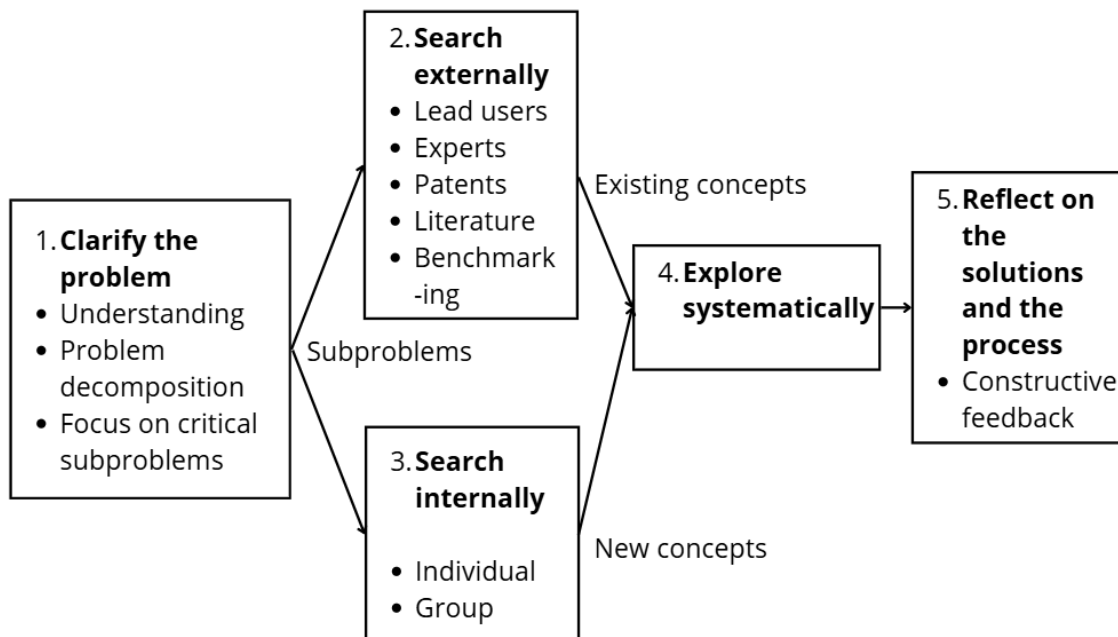 1. Clarify the
problem
• Understanding
• Problem
decomposition
• Focus on critical
subproblems
Subproblems
2. Search
externally
• Lead users
• Experts
• Patents
• Literature
• Benchmark
-ing
Existing concepts
3. Search
internally
• Individual
• Group
New concepts
4. Explore
systematically
5. Reflect on
the
solutions
and the
process
• Constructive
feedback